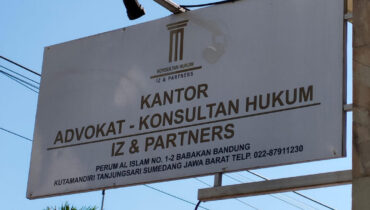 KONSULTAN HUKUM
IZ & PARTNERS
KANTOR
ADVOKAT - KONSULTAN HUKUM
IZ & PARTNERS
PERUM AL ISLAM NO. 1-2 BABAKAN BANDUNG
KUTAMANDIRI TANJUNGSARI SUMEDANG JAWA BARAT TELP. 022-87911230